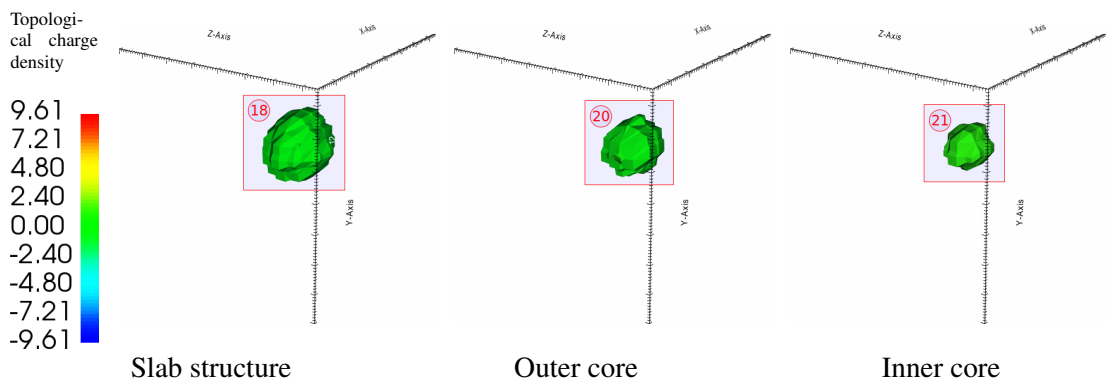 Topologi-
cal charge
density
9.61
7.21
4.80
2.40
0.00
-2.40
-4.80
-7.21
-9.61
Z-Axis
X-Axis
18
Y-Axis
Z-Axis
X-Axis
20
Y-Axis
Z-Axis
X-Axis
21
Y-Axis
Slab structure
Outer core
Inner core